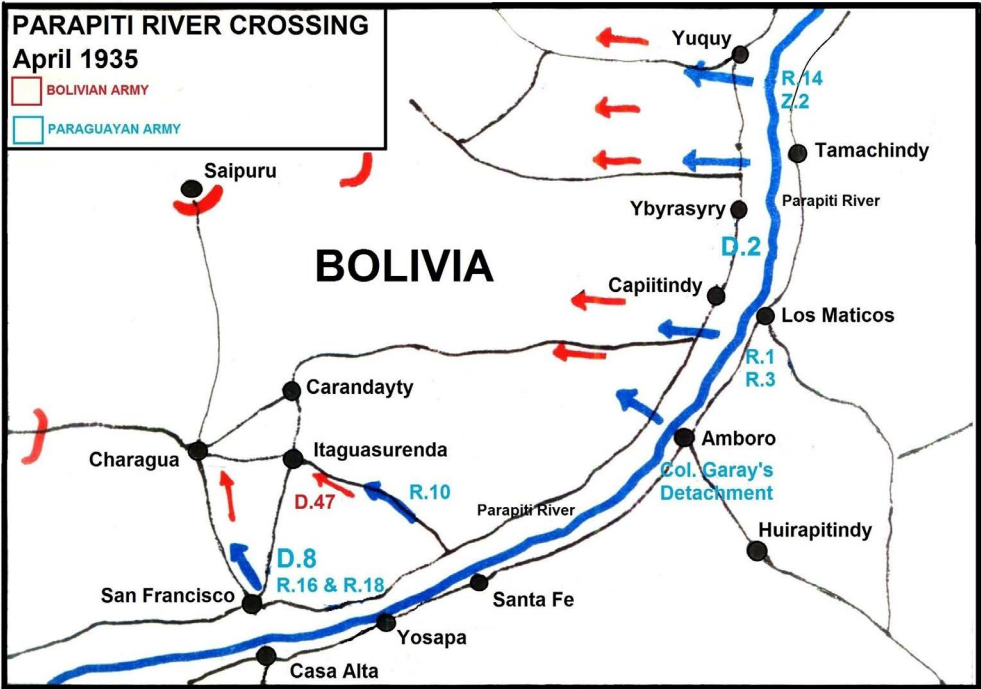 PARAPITI RIVER CROSSING
April 1935
BOLIVIAN ARMY
PARAGUAYAN ARMY
Yuquy
R.14
Z.2
Tamachindy
Saipuru
Parapiti River
Ybyrasyry
D.2
BOLIVIA
Capiitindy
Los Maticos
R.1
R.3
Carandayty
Amboro
Itaguasurenda
Charagua
Col. Garay's
Detachment
R.10
D.47
Parapiti River
Huirapitindy
D.8
R.16 & R.18
San Francisco
Santa Fe
Yosapa
Casa Alta